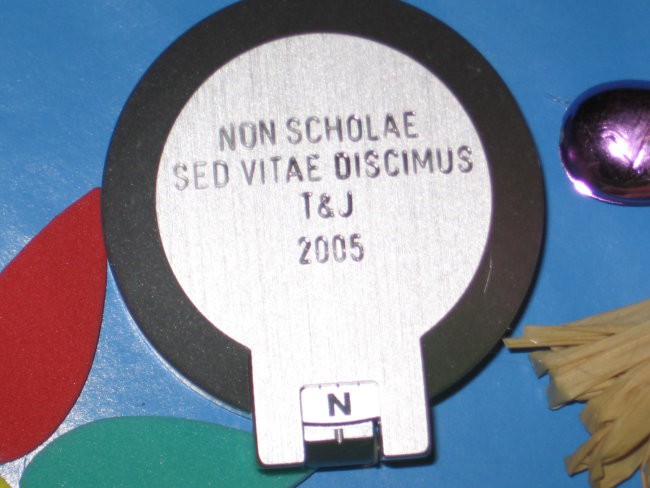 NON SCHOLAE
SED VITAE DISCIMUS
T&J
2005
N